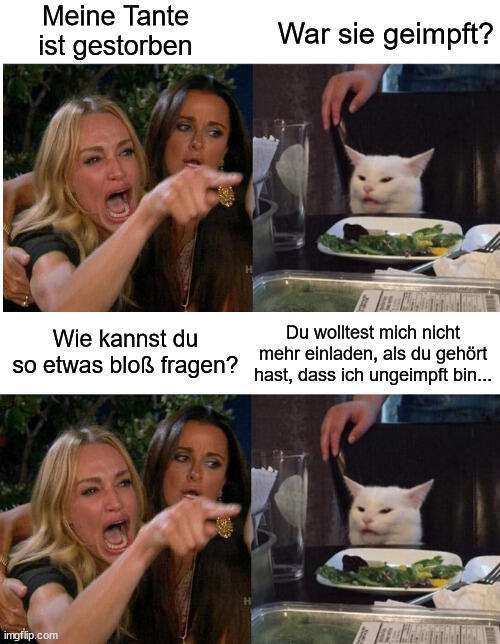 Meine Tante
ist gestorben
War sie geimpft?
Wie kannst du
so etwas bloß fragen?
Du wolltest mich nicht
mehr einladen, als du gehört
hast, dass ich ungeimpft bin...
imgflip.com